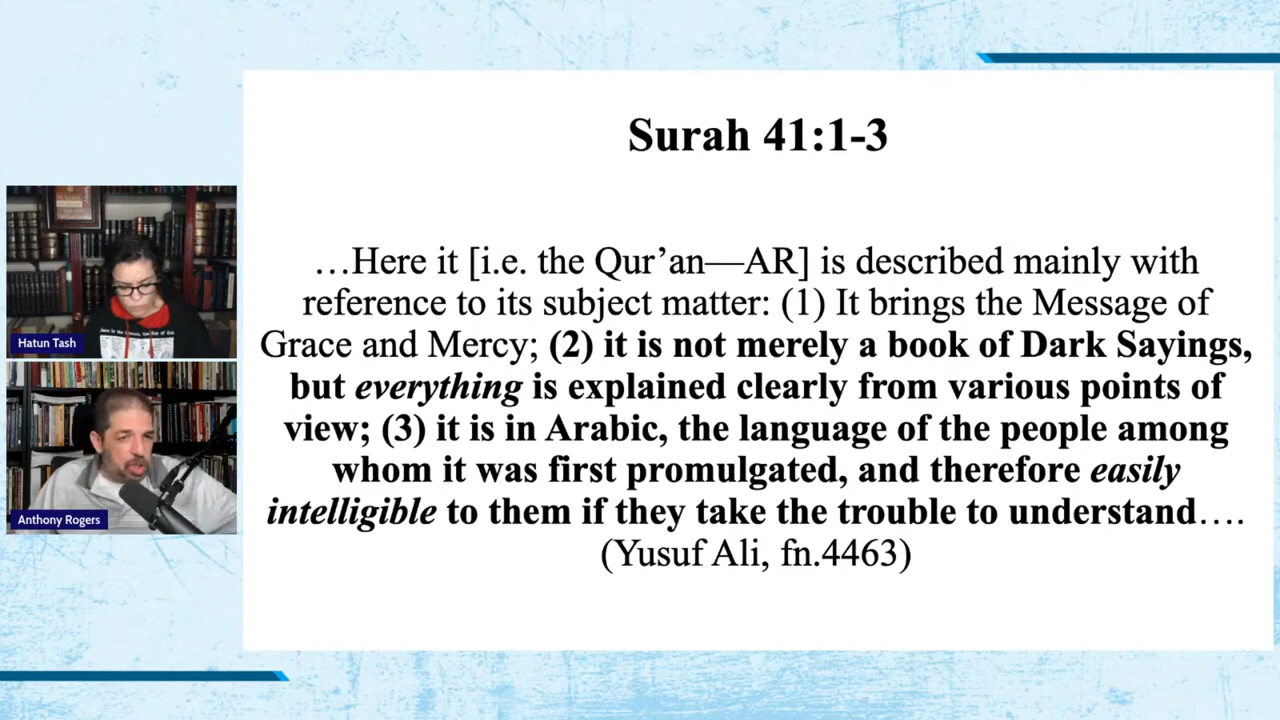 Surah 41:1-3
…Here it [i.e. the Qur’an—AR] is described mainly with
reference to its subject matter: (1) It brings the Message of
Grace and Mercy; (2) it is not merely a book of Dark Sayings,
but everything is explained clearly from various points of
view; (3) it is in Arabic, the language of the people among
whom it was first promulgated, and therefore easily
intelligible to them if they take the trouble to understand….
(Yusuf Ali, fn.4463)
Hatun Tash
Anthony Rogers